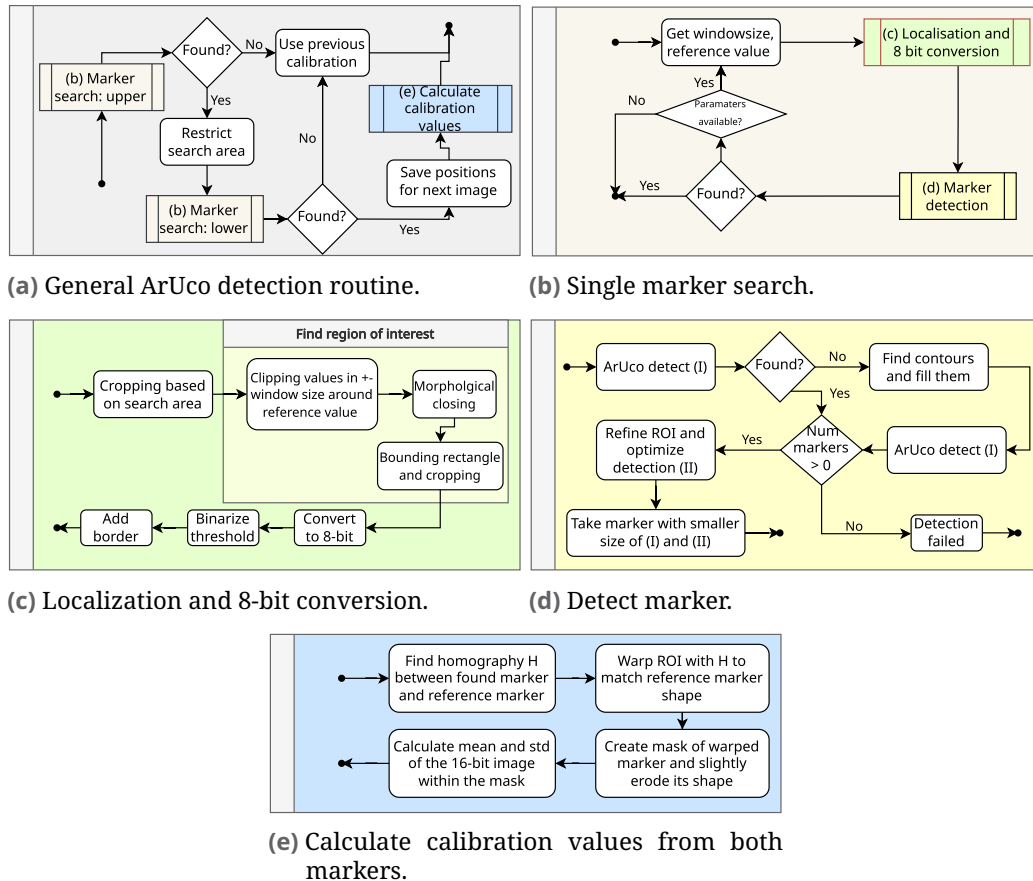 Found?
No
Use previous
calibration
(b) Marker
search: upper
Yes
(e) Calculate
calibration
values
Restrict
search area
No
Save positions
for next image
(b) Marker
search: lower
Found?
Yes
(a) General ArUco detection routine.
Get windowsize,
reference value
(c) Localisation and
8 bit conversion
Yes
No
Paramaters
available?
Yes
Found?
(d) Marker
detection
(b) Single marker search.
Find region of interest
Cropping based
on search area
Clipping values in +-
window size around
reference value
Morpholgical
closing
Bounding rectangle
and cropping
Add
border
Binarize
threshold
Convert
to 8-bit
(c) Localization and 8-bit conversion.
ArUco detect (I)
Found?
No
Find contours
and fill them
Yes
Refine ROI and
optimize
detection (II)
Yes
Num
markers
> 0
ArUco detect (I)
Take marker with smaller
size of (I) and (II)
No
Detection
failed
(d) Detect marker.
Find homography H
between found marker
and reference marker
Warp ROI with H to
match reference marker
shape
Calculate mean and std
of the 16-bit image
within the mask
Create mask of warped
marker and slightly
erode its shape
(e) Calculate calibration values from both
markers.